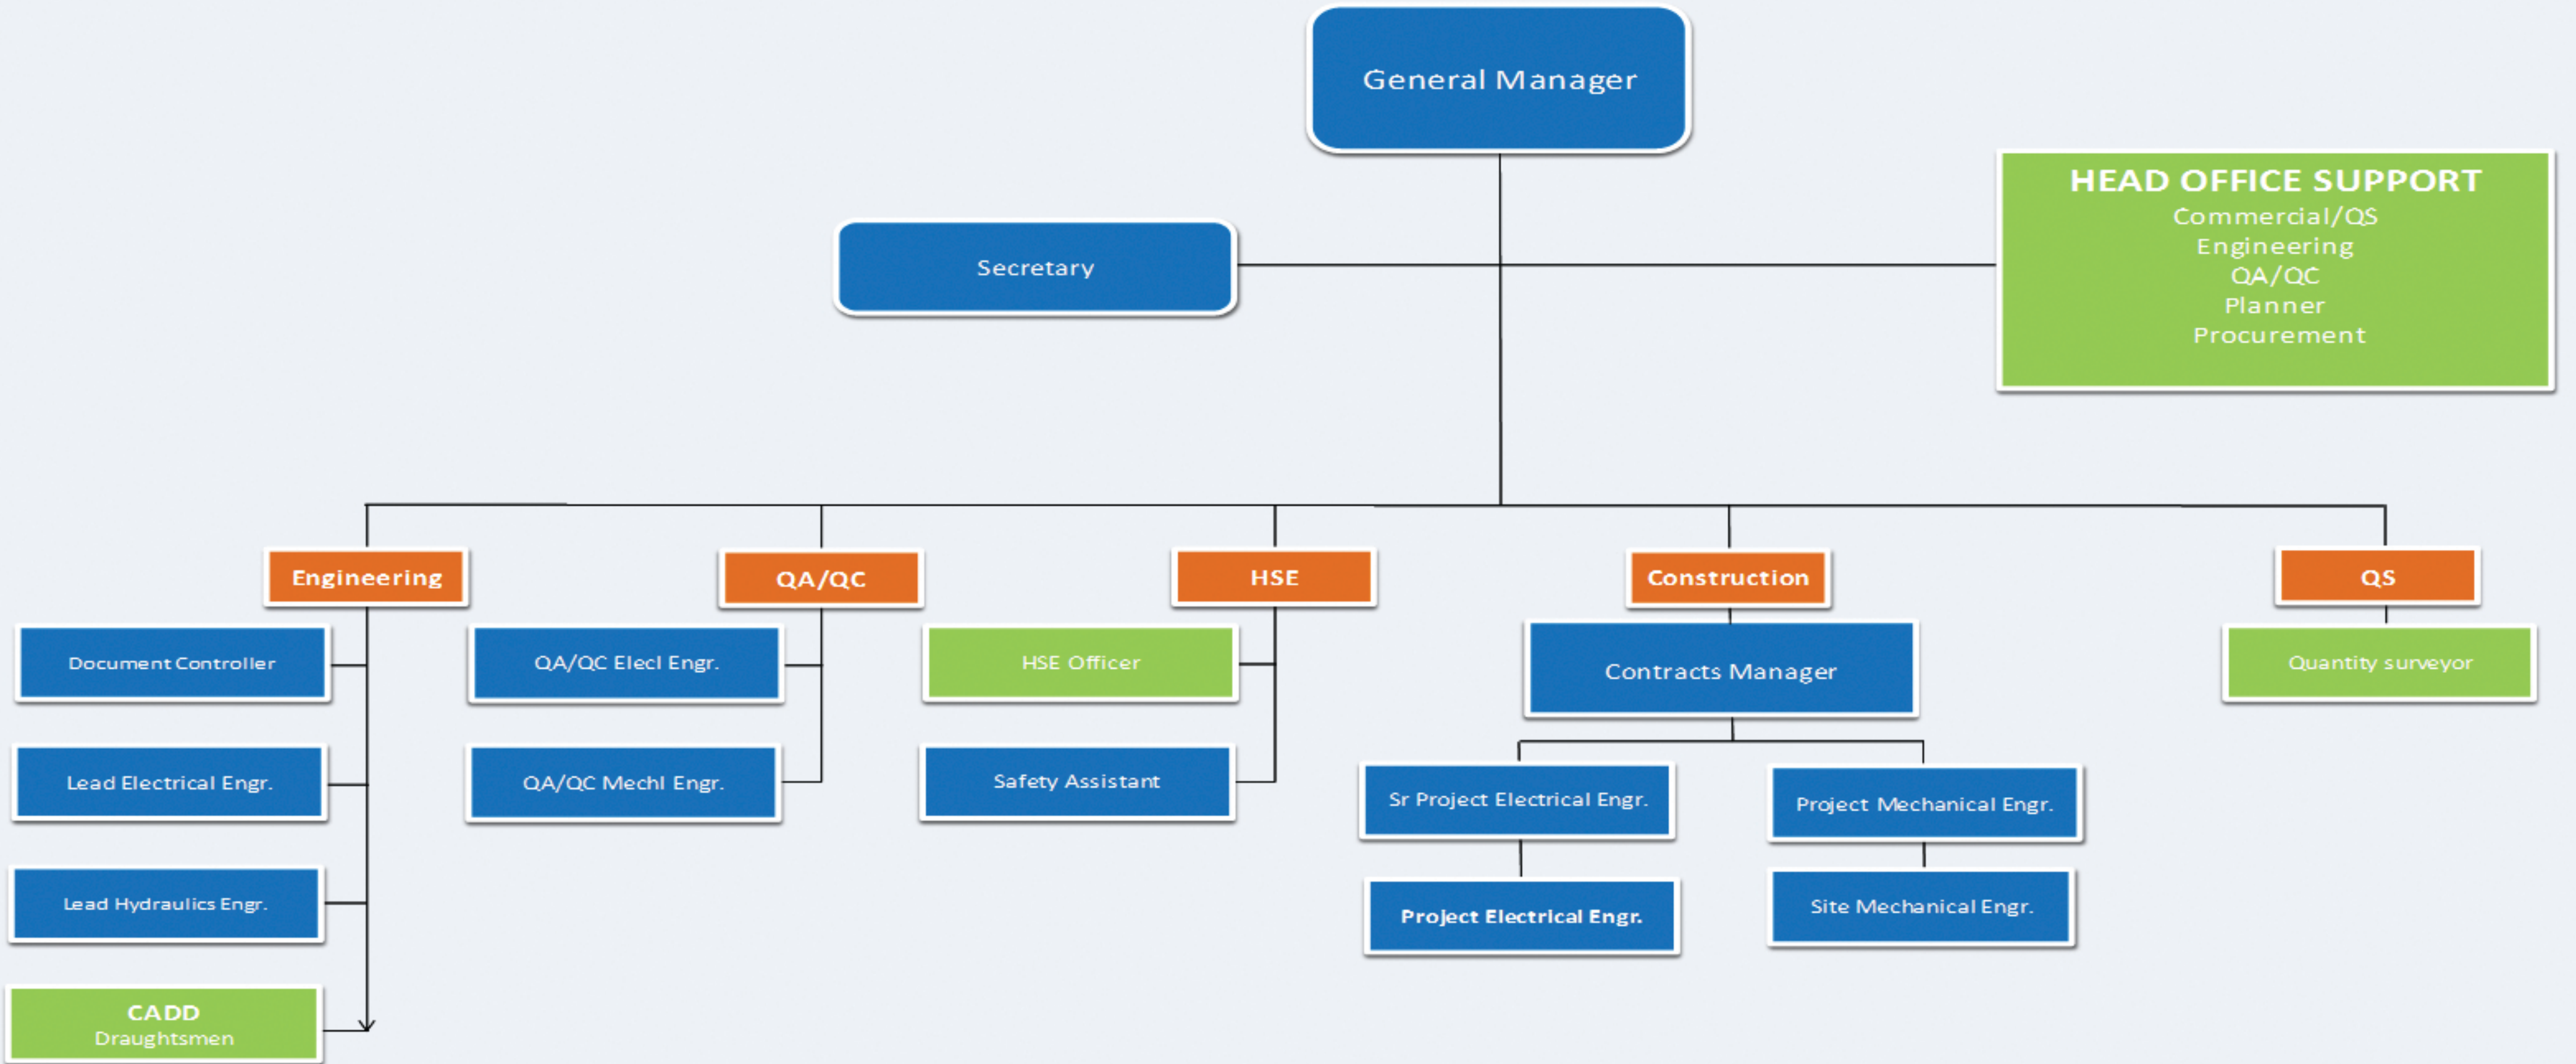 General Manager
Secretary
HEAD OFFICE SUPPORT
Commercial/QS
Engineering
QA/QC
Planner
Procurement
Engineering
QA/QC
HSE
Construction
QS
Document Controller
QA/QC Elecl Engr.
HSE Officer
Contracts Manager
Quantity surveyor
Lead Electrical Engr.
QA/QC Mechl Engr.
Safety Assistant
Sr Project Electrical Engr.
Project Mechanical Engr.
Lead Hydraulics Engr.
Project Electrical Engr.
Site Mechanical Engr.
CADD
Draughtsmen